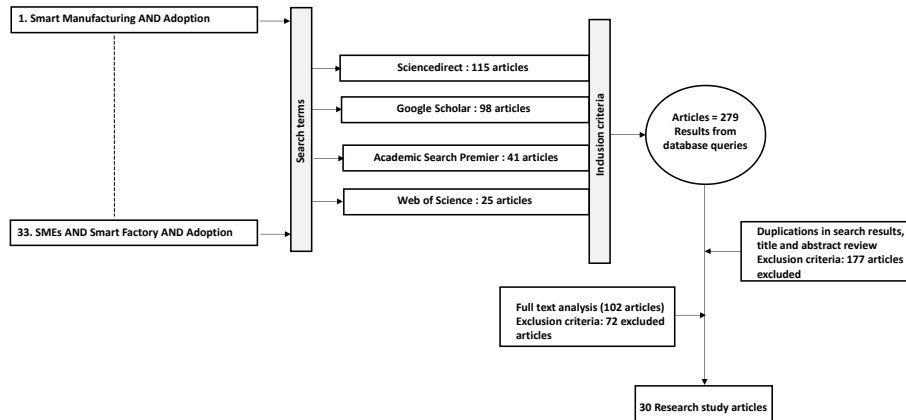 1. Smart Manufacturing AND Adoption
33. SMEs AND Smart Factory AND Adoption
Search terms
Sciencedirect : 115 articles
Google Scholar : 98 articles
Academic Search Premier : 41 articles
Web of Science : 25 articles
Inclusion criteria
Articles = 279
Results from
database queries
Duplications in search results,
title and abstract review
Exclusion criteria: 177 articles
excluded
Full text analysis (102 articles)
Exclusion criteria: 72 excluded
articles
30 Research study articles